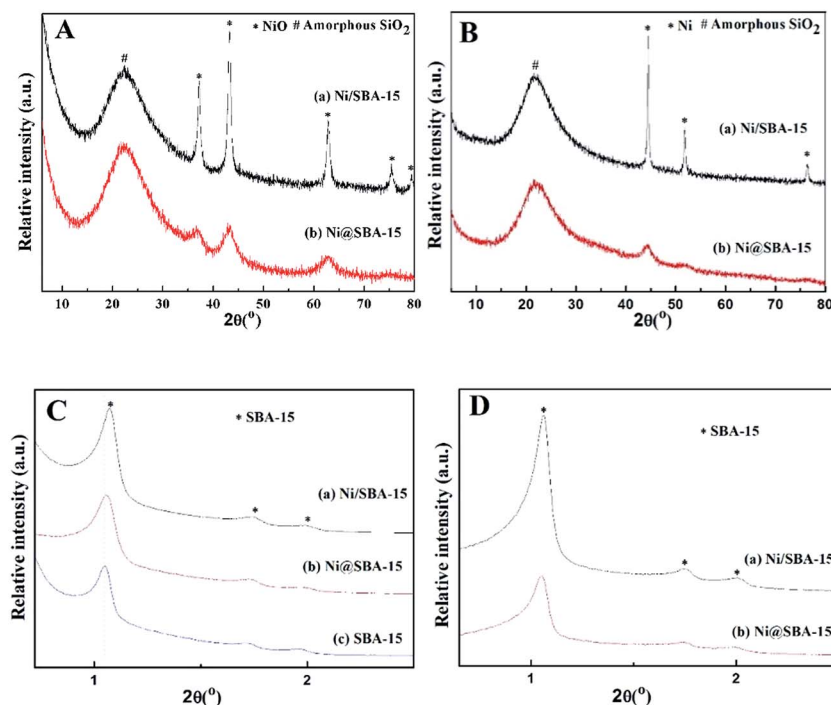 A
* NiO # Amorphous SiO2
#
*
*
*
*
*
(a) Ni/SBA-15
(b) Ni@SBA-15
Relative intensity (a.u.)
10 20 30 40 50 60 70 80
2θ(°)
B
* Ni # Amorphous SiO2
#
*
*
*
(a) Ni/SBA-15
(b) Ni@SBA-15
Relative intensity (a.u.)
10 20 30 40 50 60 70 80
2θ(°)
C
*
* SBA-15
(a) Ni/SBA-15
*
*
(b) Ni@SBA-15
(c) SBA-15
Relative intensity (a.u.)
1 2
2θ(°)
D
*
* SBA-15
(a) Ni/SBA-15
*
*
(b) Ni@SBA-15
Relative intensity (a.u.)
1 2
2θ(°)